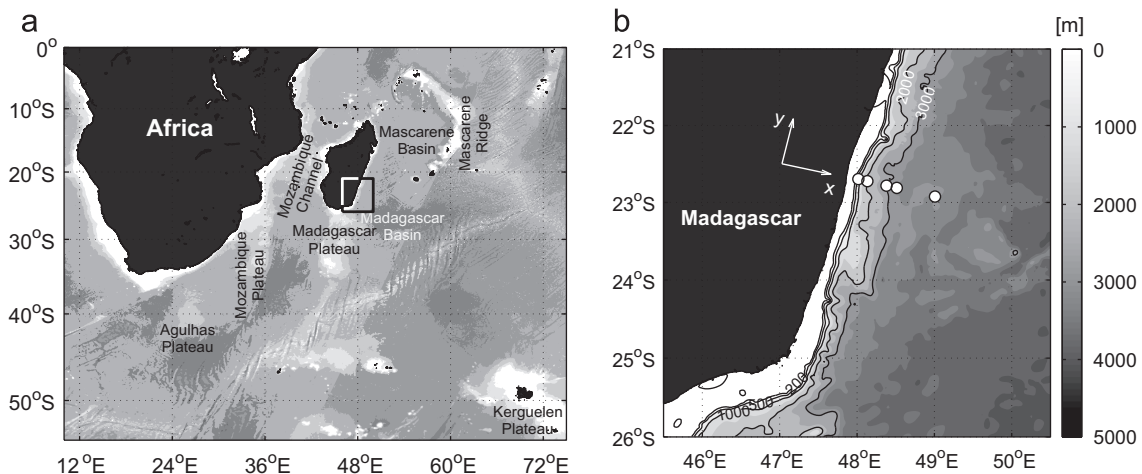 a
0°
10°S
20°S
30°S
40°S
50°S
12°E
24°E
36°E
48°E
60°E
72°E
Africa
Mozambique
Channel
Mascarene
Basin
Mascarene
Ridge
Madagascar
Basin
Madagascar
Plateau
Mozambique
Plateau
Agulhas
Plateau
Kerguelen
Plateau
b
21°S
22°S
23°S
24°S
25°S
26°S
46°E
47°E
48°E
49°E
50°E
Madagascar
y
x
2000
3000
1000
500
200
[m]
0
1000
2000
3000
4000
5000